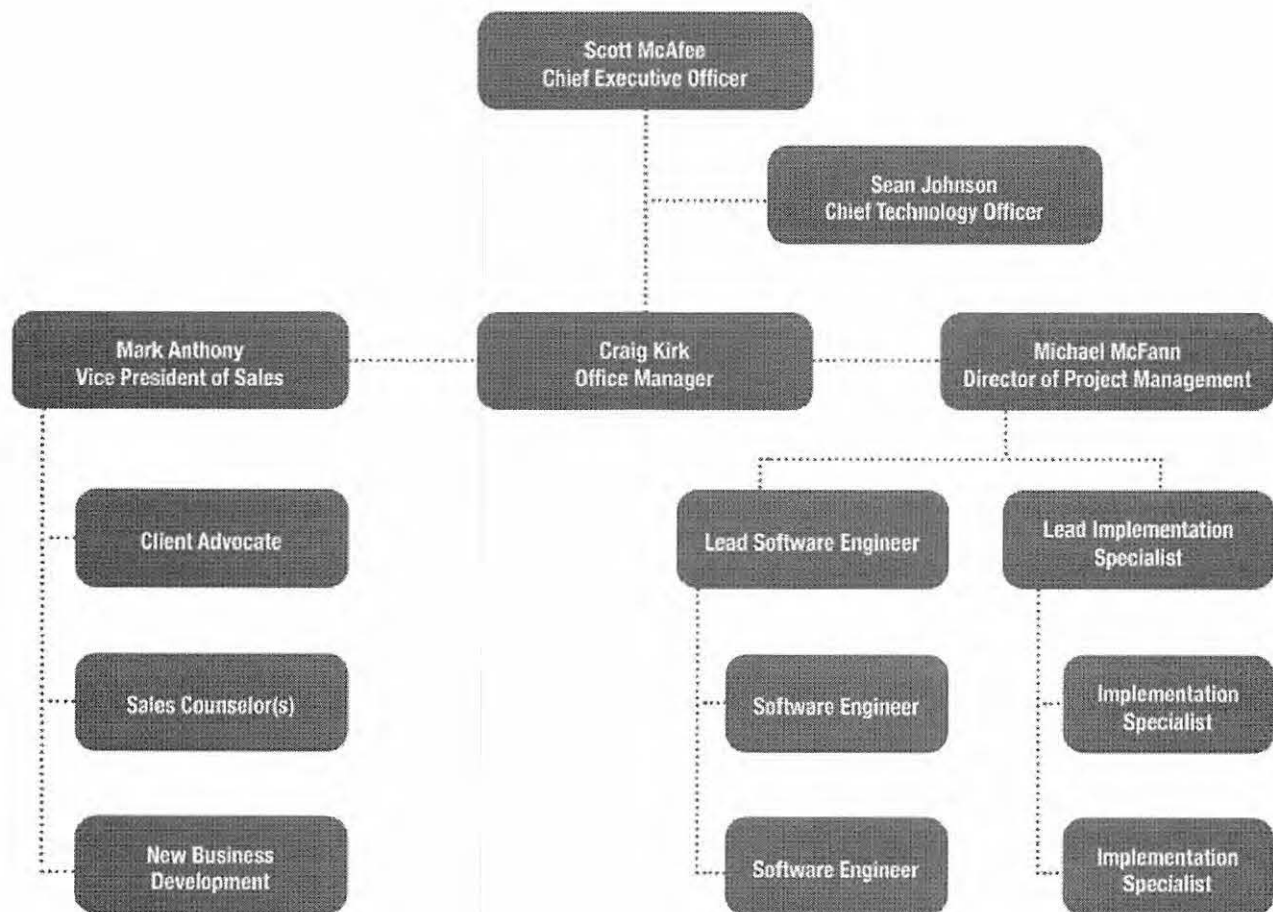 Scott McAfee
Chief Executive Officer
Sean Johnson
Chief Technology Officer
Mark Anthony
Vice President of Sales
Craig Kirk
Office Manager
Michael McFann
Director of Project Management
Client Advocate
Lead Software Engineer
Lead Implementation
Specialist
Sales Counselor(s)
Software Engineer
Implementation
Specialist
New Business
Development
Software Engineer
Implementation
Specialist